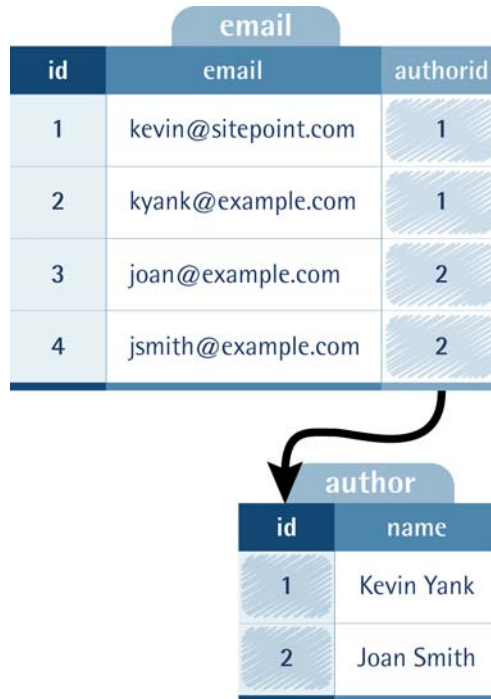 email
id email authorid
1 kevin@sitepoint.com 1
2 kyank@example.com 1
3 joan@example.com 2
4 jsmith@example.com 2
author
id name
1 Kevin Yank
2 Joan Smith